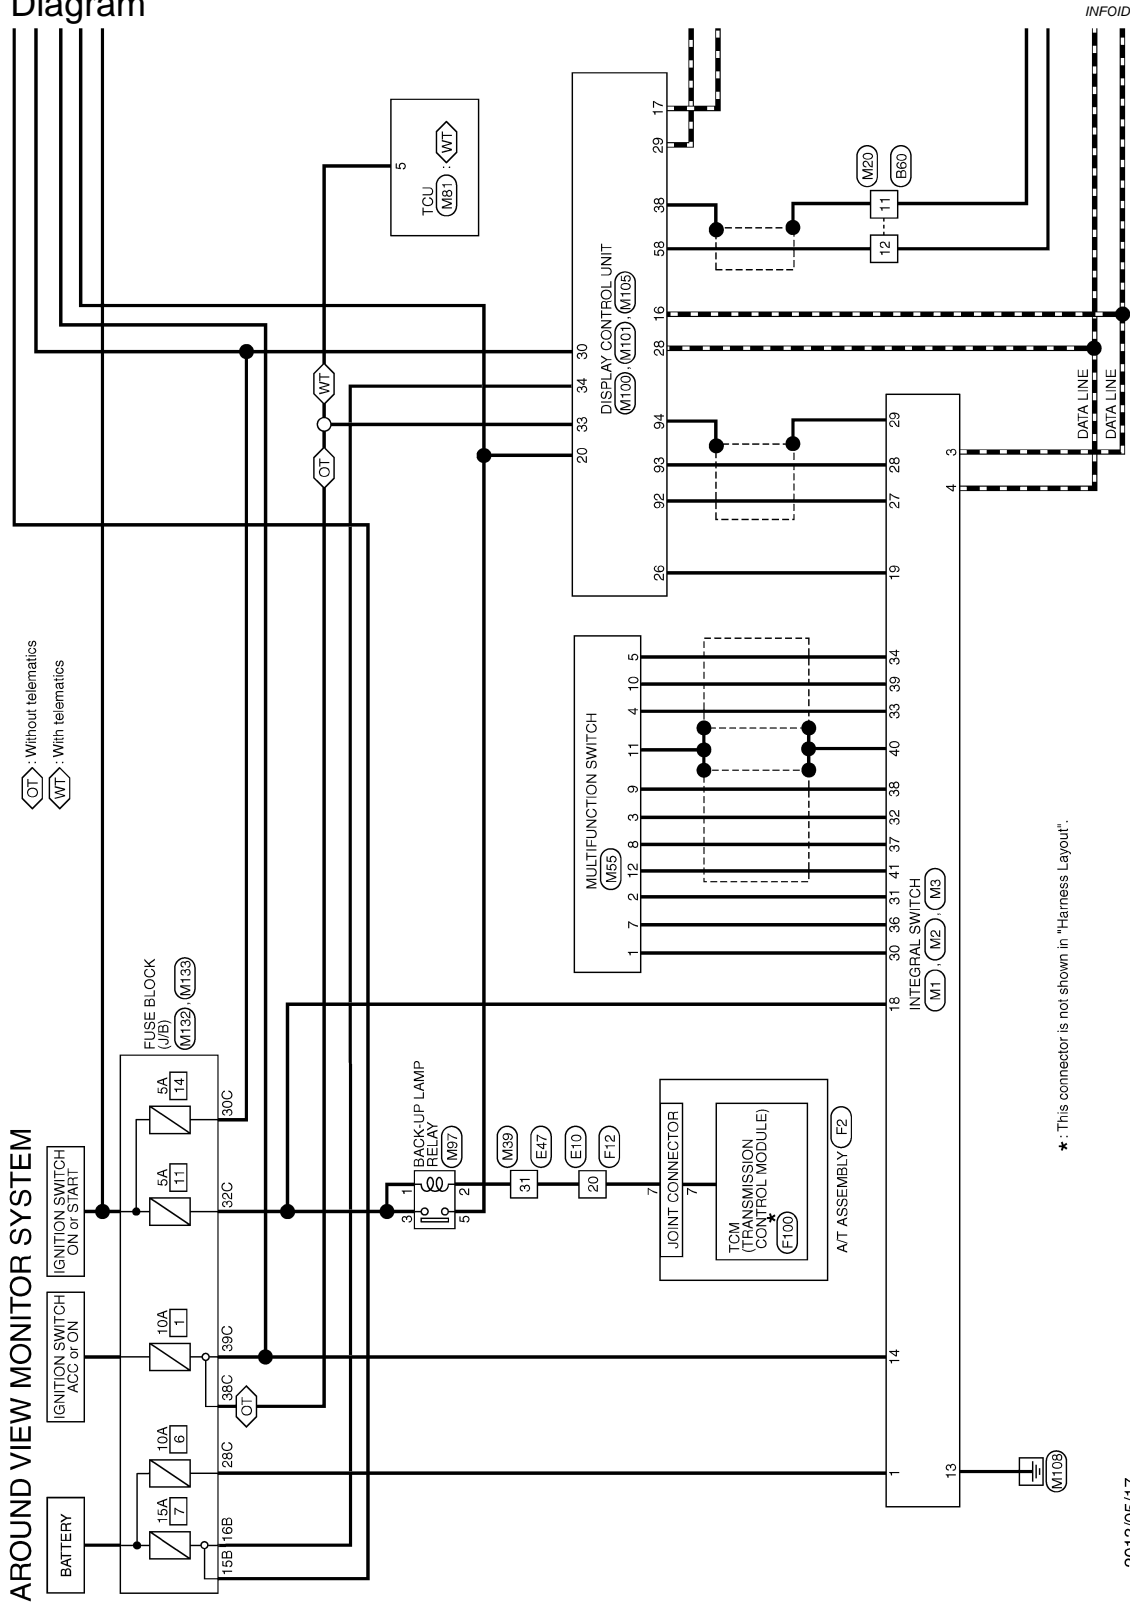 Diagram
INFOID
AROUND VIEW MONITOR SYSTEM
OT : Without telematics
WT : With telematics
BATTERY
IGNITION SWITCH
ACC or ON
IGNITION SWITCH
ON or START
FUSE BLOCK
(J/B)
M132 , M133
15A
7
10A
6
10A
1
5A
11
5A
14
15B 16B 28C 38C 39C 32C 30C
OT
OT
WT
TCU
M81 : WT
5
BACK-UP LAMP
RELAY
M97
3 1
5 2
31
M39
E47
20
E10
F12
7
JOINT CONNECTOR
7
TCM
(TRANSMISSION
CONTROL MODULE)
*
F100
A/T ASSEMBLY F2
20 33 34 30
DISPLAY CONTROL UNIT
M100 , M101 , M105
26 92 93 94 28 16 58 38 29 17
12 11
M20
B60
MULTIFUNCTION SWITCH
M55
1 7 2 12 8 3 9 11 4 10 5
1 14 18 30 36 31 41 37 32 38 40 33 39 34 19 27 28 29
INTEGRAL SWITCH
M1 , M2 , M3
13 4 3
DATA LINE
DATA LINE
M108
* : This connector is not shown in "Harness Layout".